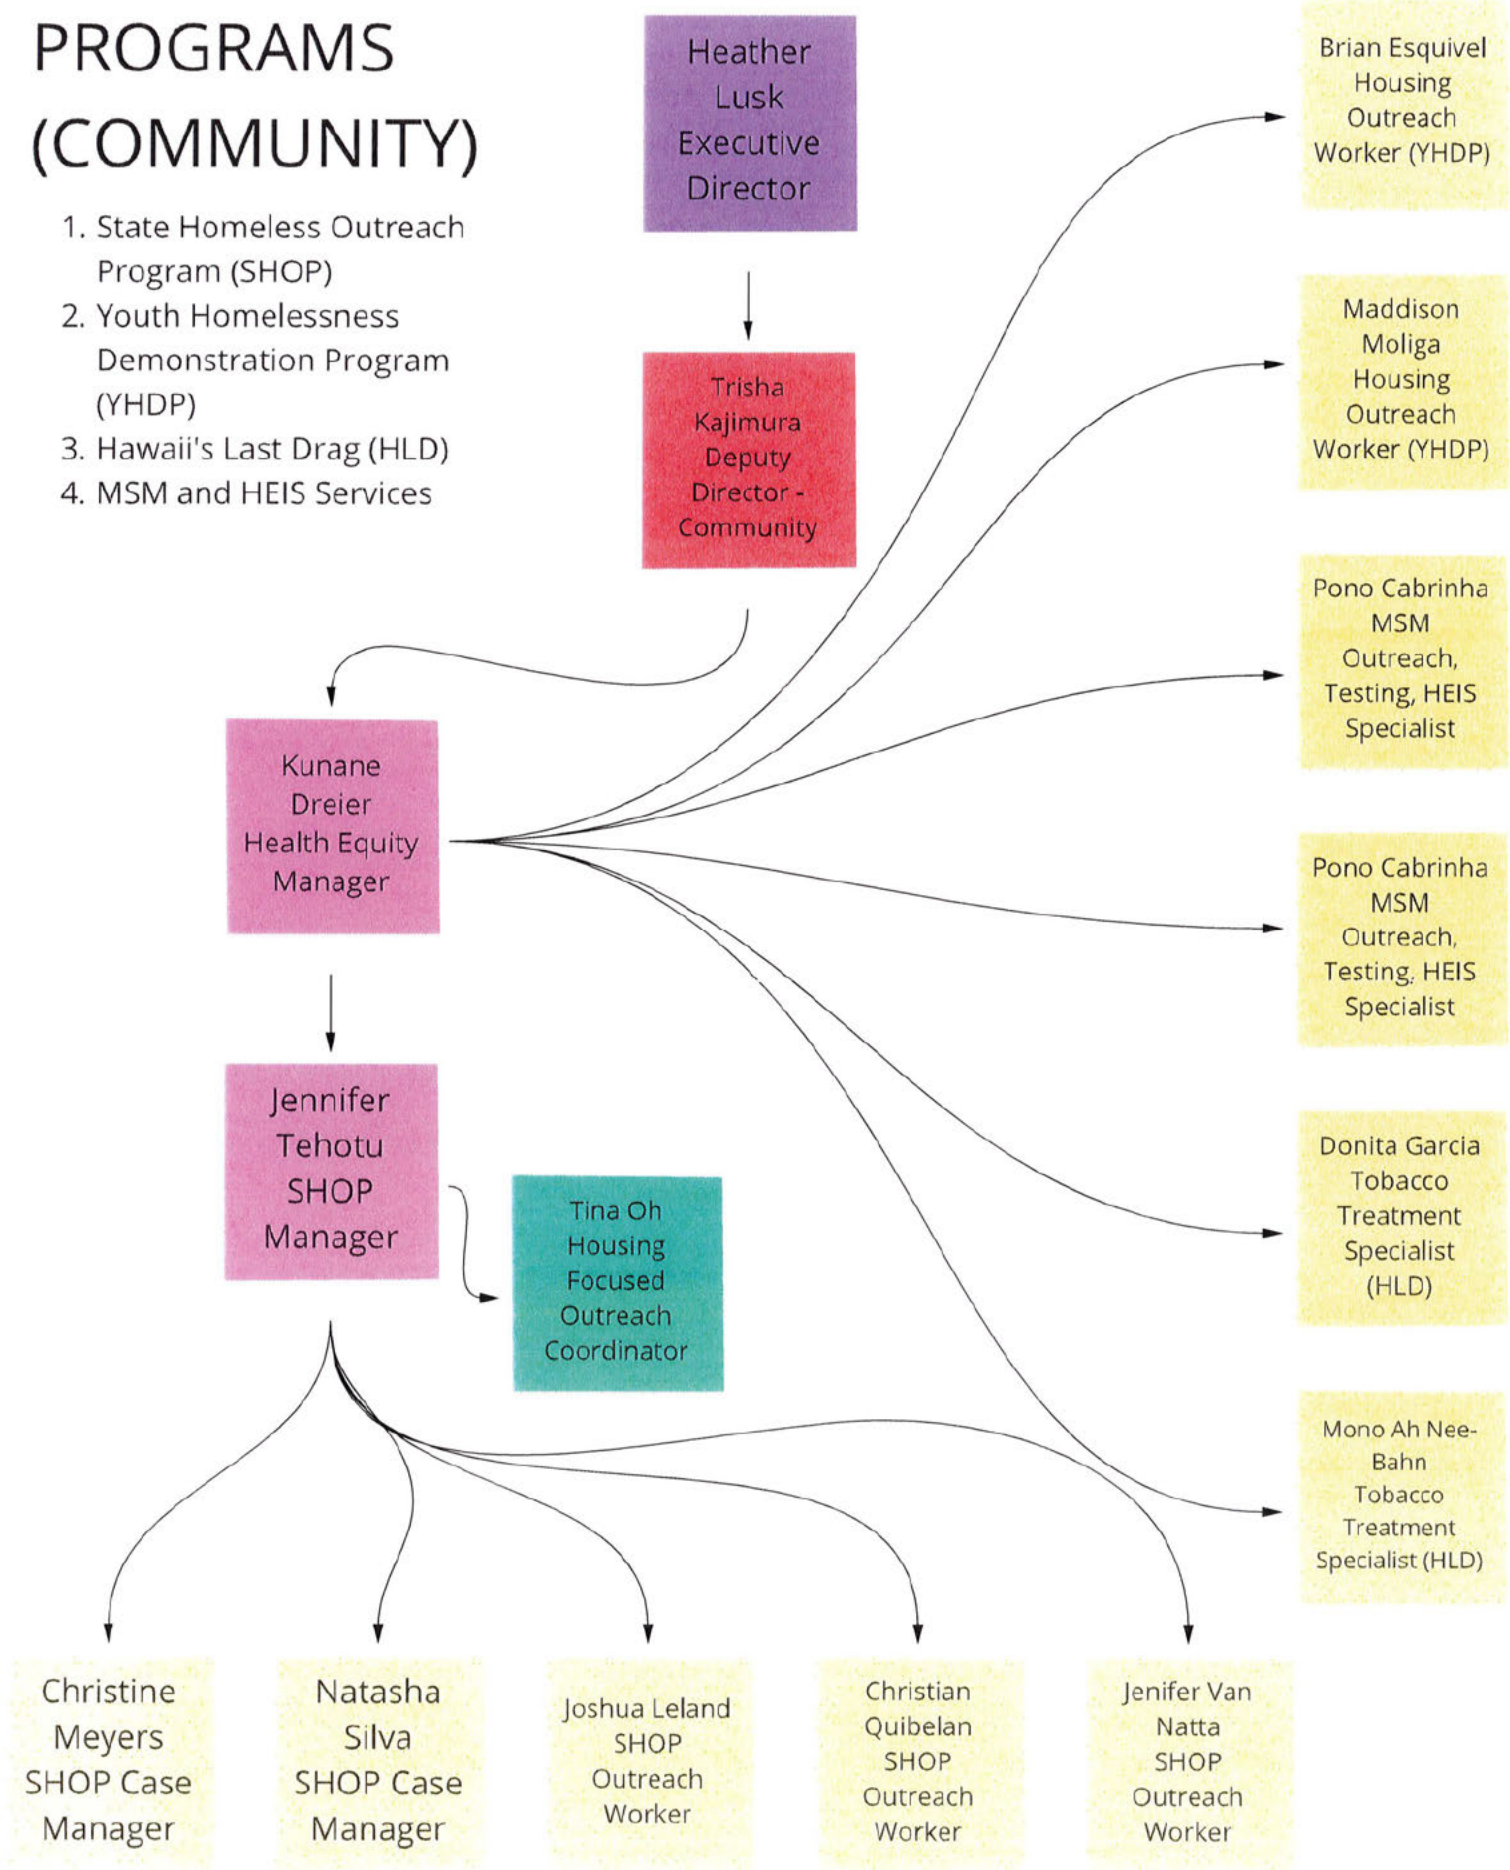 PROGRAMS
(COMMUNITY)
1. State Homeless Outreach
Program (SHOP)
2. Youth Homelessness
Demonstration Program
(YHDP)
3. Hawaii's Last Drag (HLD)
4. MSM and HEIS Services
Heather
Lusk
Executive
Director
Trisha
Kajimura
Deputy
Director -
Community
Kunane
Dreier
Health Equity
Manager
Jennifer
Tehotu
SHOP
Manager
Tina Oh
Housing
Focused
Outreach
Coordinator
Brian Esquivel
Housing
Outreach
Worker (YHDP)
Maddison
Moliga
Housing
Outreach
Worker (YHDP)
Pono Cabrinha
MSM
Outreach,
Testing, HEIS
Specialist
Pono Cabrinha
MSM
Outreach,
Testing, HEIS
Specialist
Donita Garcia
Tobacco
Treatment
Specialist
(HLD)
Mono Ah Nee-
Bahn
Tobacco
Treatment
Specialist (HLD)
Christine
Meyers
SHOP Case
Manager
Natasha
Silva
SHOP Case
Manager
Joshua Leland
SHOP
Outreach
Worker
Christian
Quibelan
SHOP
Outreach
Worker
Jenifer Van
Natta
SHOP
Outreach
Worker